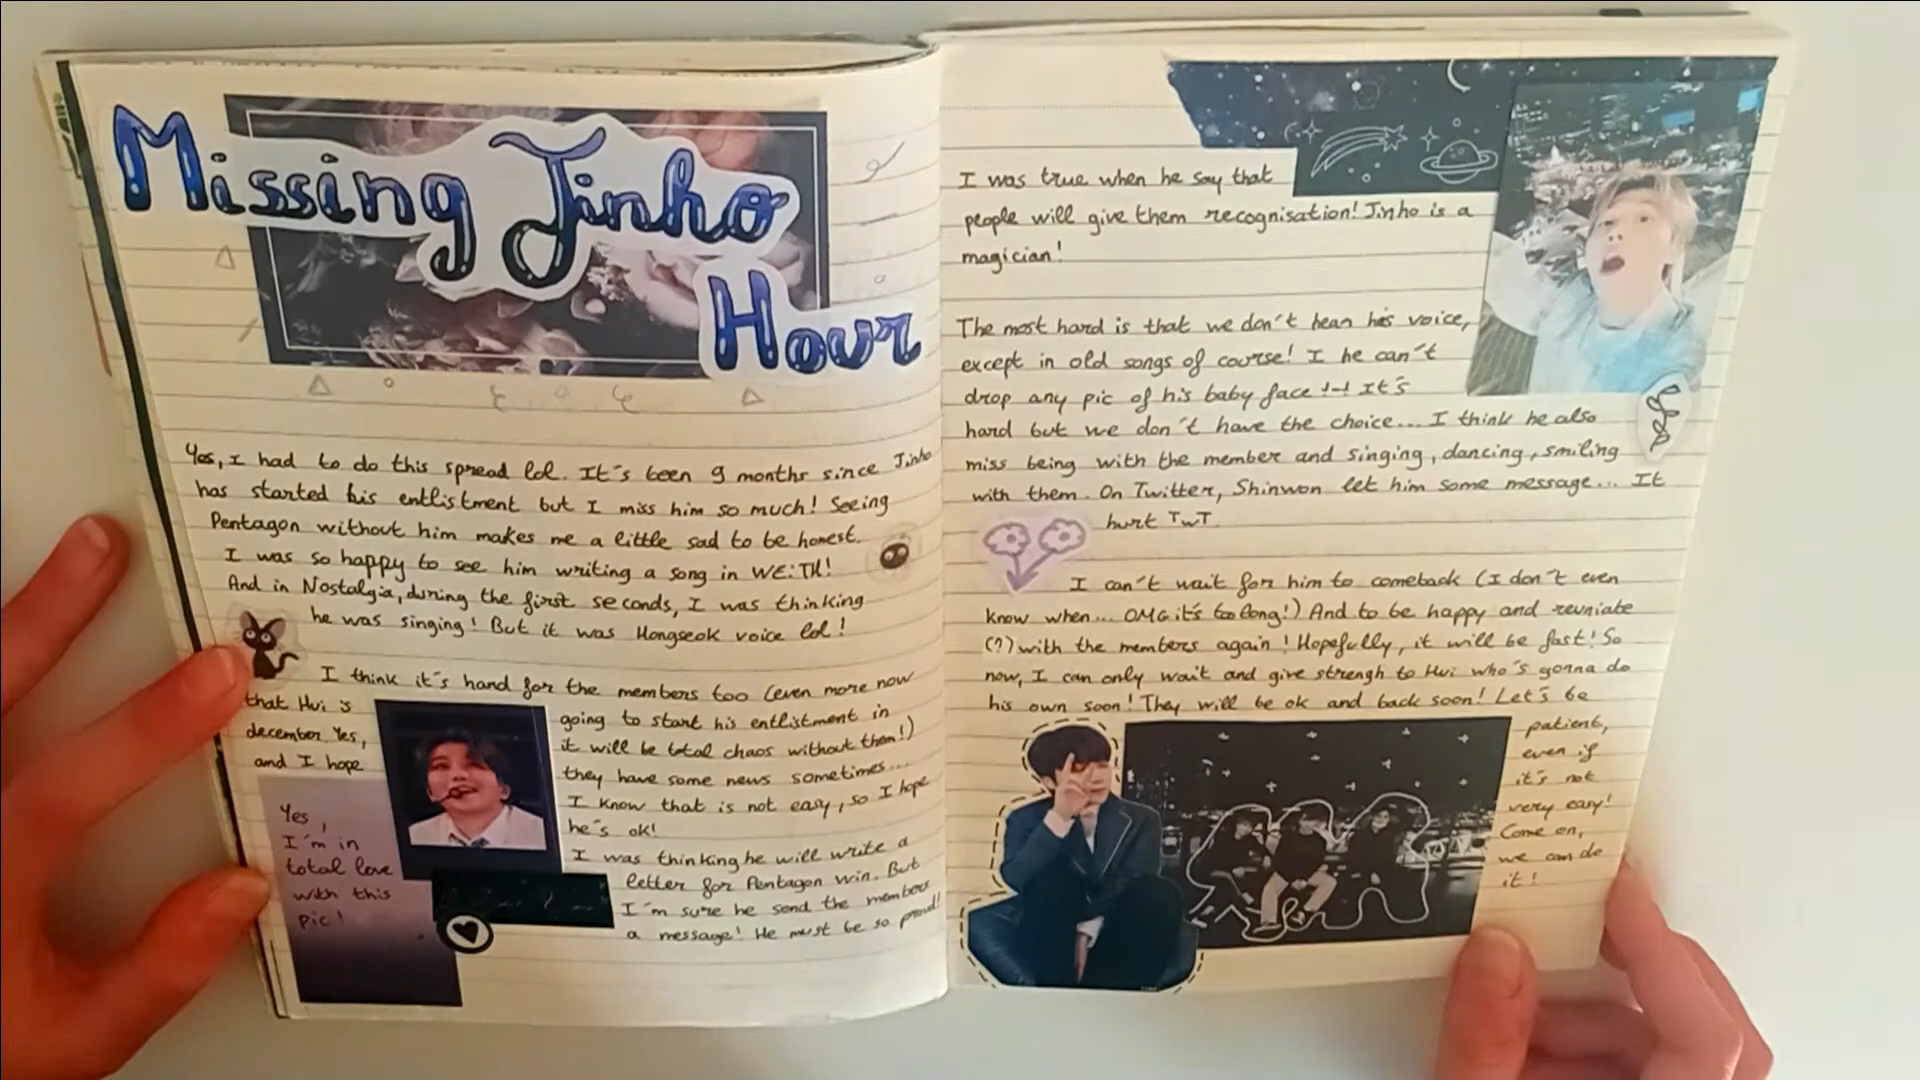 Missing Jinho
Hour
Yes, I had to do this spread lol. It's been 9 months since Jinho
has started his entlistment but I miss him so much! Seeing
Pentagon without him makes me a little sad to be honest.
I was so happy to see him writing a song in WE:TH!
And in Nostalgia, during the first seconds, I was thinking
he was singing! But it was Hongseok voice lol!
I think it's hand for the members too (even more now
that Hui is going to start his entlistment in
december. Yes, it will be total chaos without them!)
and I hope they have some news sometimes...
I know that is not easy, so I hope
he's ok!
I was thinking he will write a
letter for Pentagon win. But
I'm sure he send the members
a message! He must be so proud!
Yes,
I'm in
total love
with this
pic!
I was true when he say that
people will give them recognisation! Jinho is a
magician!
The most hard is that we don't hear his voice,
except in old songs of course! I he can't
drop any pic of his baby face !-! It's
hard but we don't have the choice... I think he also
miss being with the member and singing, dancing, smiling
with them. On Twitter, Shinwon let him some message... It
hurt TwT.
I can't wait for him to comeback (I don't even
know when... OMG it's too long!) And to be happy and reuniate
(?) with the members again! Hopefully, it will be fast! So
now, I can only wait and give strengh to Hui who's gonna do
his own soon! They will be ok and back soon! Let's be
patient,
even if
it's not
very easy!
Come on,
we can do
it!